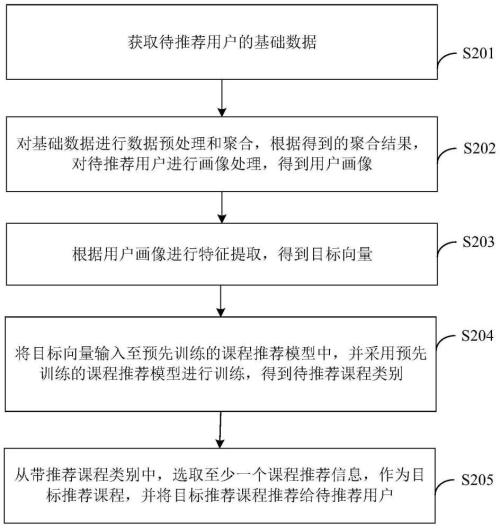 获取待推荐用户的基础数据
S201
对基础数据进行数据预处理和聚合，根据得到的聚合结果，
对待推荐用户进行画像处理，得到用户画像
S202
根据用户画像进行特征提取，得到目标向量
S203
将目标向量输入至预先训练的课程推荐模型中，并采用预先
训练的课程推荐模型进行训练，得到待推荐课程类别
S204
从带推荐课程类别中，选取至少一个课程推荐信息，作为目
标推荐课程，并将目标推荐课程推荐给待推荐用户
S205